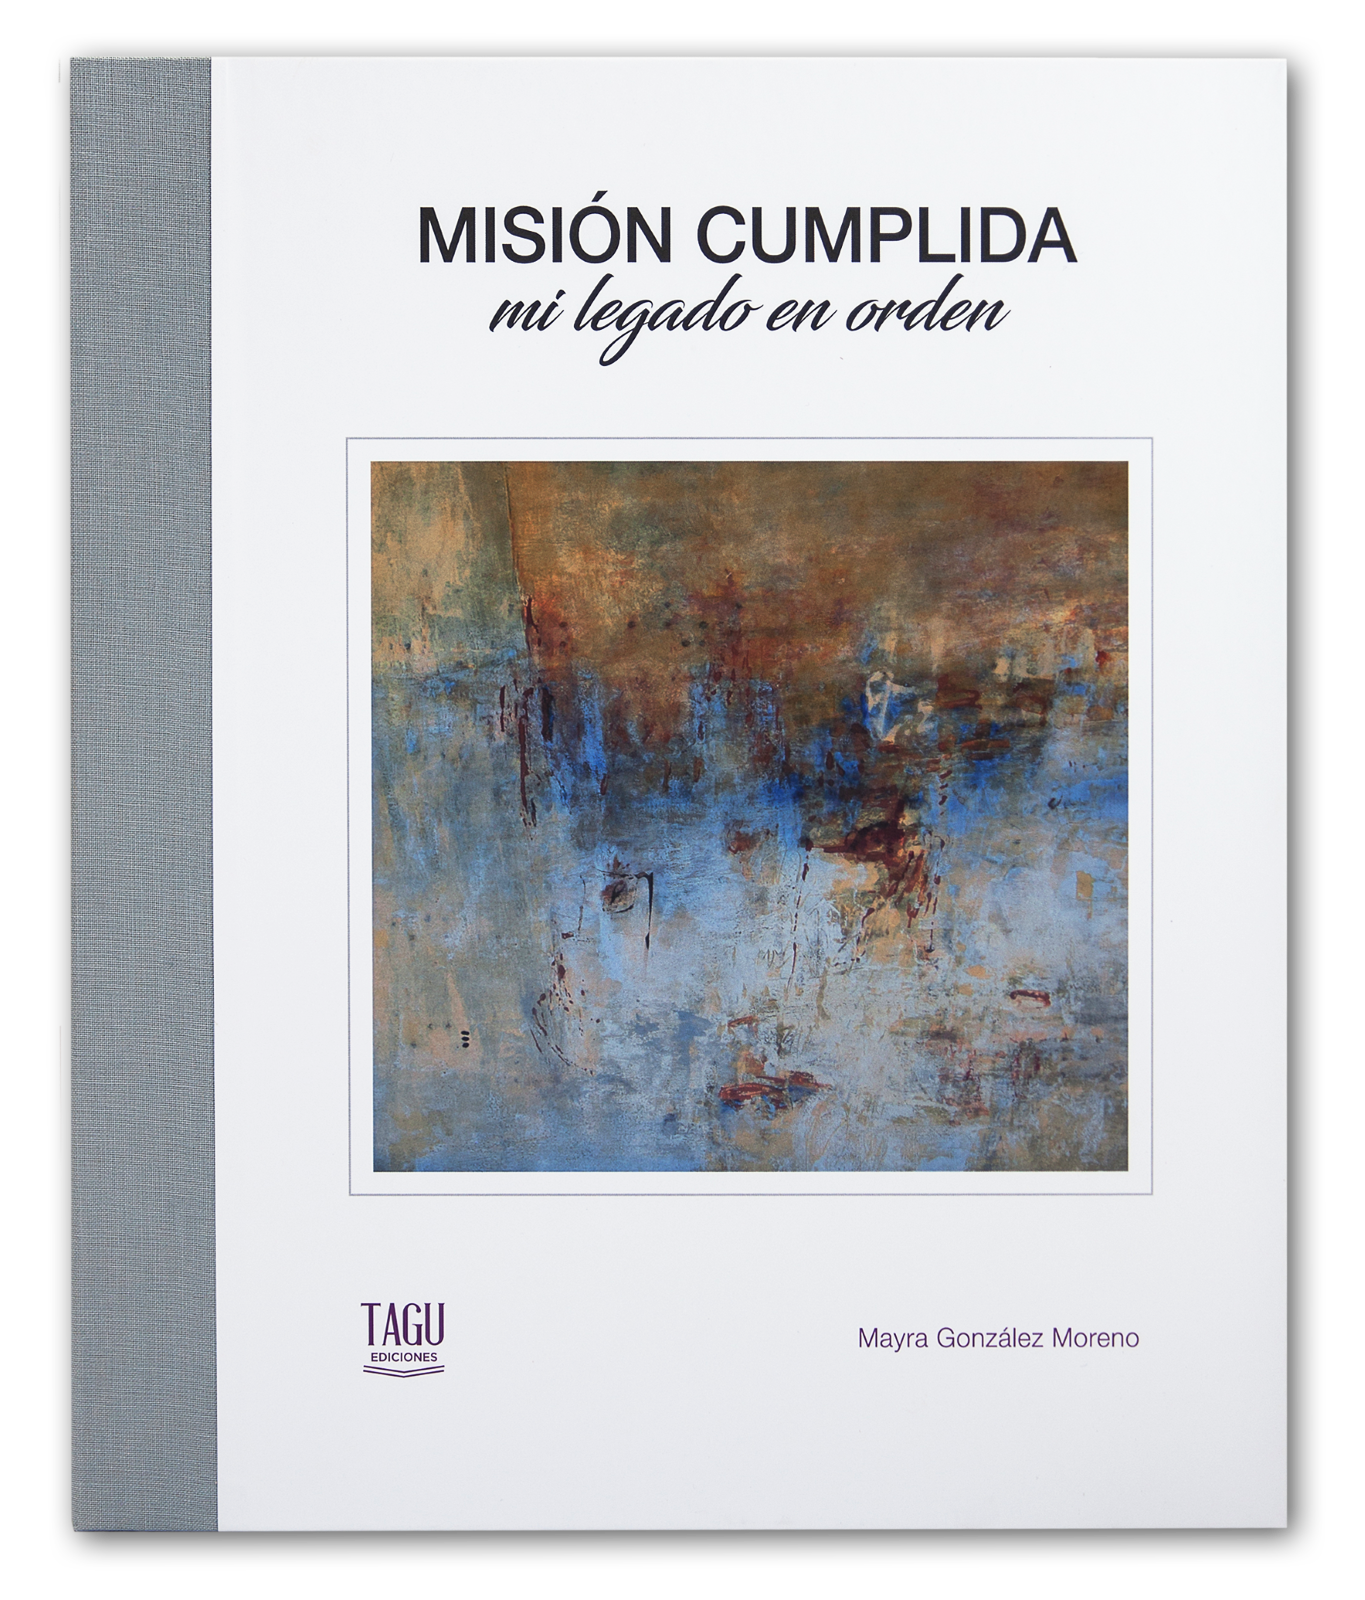 MISIÓN CUMPLIDA
mi legado en orden
TAGU
EDICIONES
Mayra González Moreno